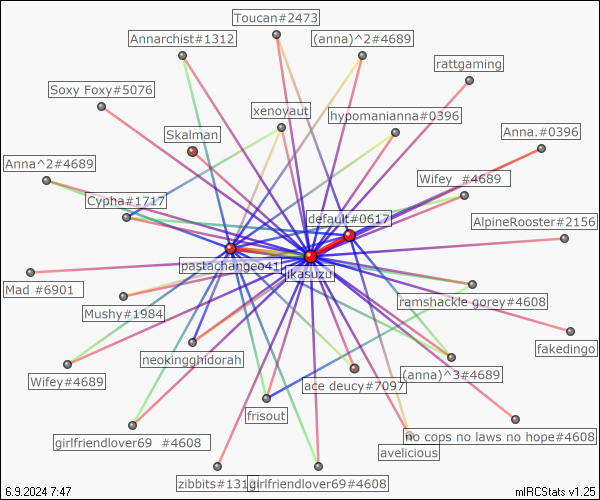 Toucan#2473
Annarchist#1312
(anna)^2#4689
rattgaming
Soxy Foxy#5076
xenoyaut
hypomanianna#0396
Skalman
Anna.#0396
Anna^2#4689
Wifey #4689
Cypha#1717
default#0617
AlpineRooster#2156
pastachangeo41
jkasuzui
Mad #6901
ramshackle gorey#4608
Mushy#1984
fakedingo
neokingghidorah
(anna)^3#4689
Wifey#4689
ace deucy#7097
frisout
no cops no laws no hope#4608
girlfriendlover69 #4608
avelicious
zibbits#131
girlfriendlover69#4608
6.9.2024 7:47
mIRCStats v1.25